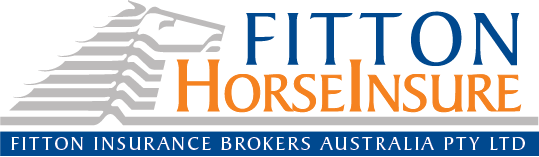 FITTON
HORSEINSURE
FITTON INSURANCE BROKERS AUSTRALIA PTY LTD